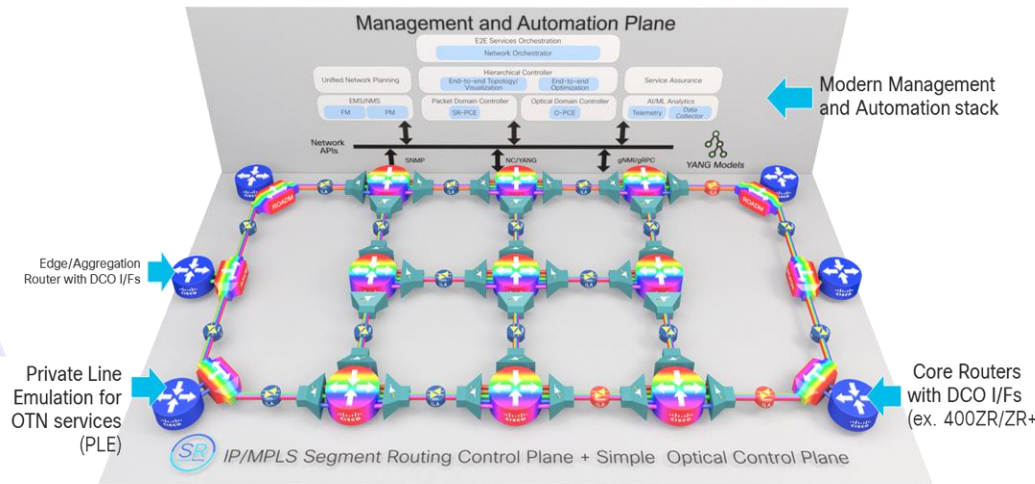 Management and Automation Plane
E2E Services Orchestration
Network Orchestrator
Unified Network Planning
Hierarchical Controller
End-to-end Topology/
Visualization
End-to-end
Optimization
Service Assurance
EMS/NMS
FM
PM
Packet Domain Controller
SR-PCE
Optical Domain Controller
O-PCE
AI/ML Analytics
Telemetry
Data
Collector
Modern Management
and Automation stack
Network
APIs
SNMP
NC/YANG
gNMI/gRPC
YANG Models
ROADM
ROADM
Edge/Aggregation
Router with DCO I/Fs
Private Line
Emulation for
OTN services
(PLE)
Core Routers
with DCO I/Fs
(ex. 400ZR/ZR+
CISCO
CISCO
CISCO
SR
IP/MPLS Segment Routing Control Plane + Simple Optical Control Plane